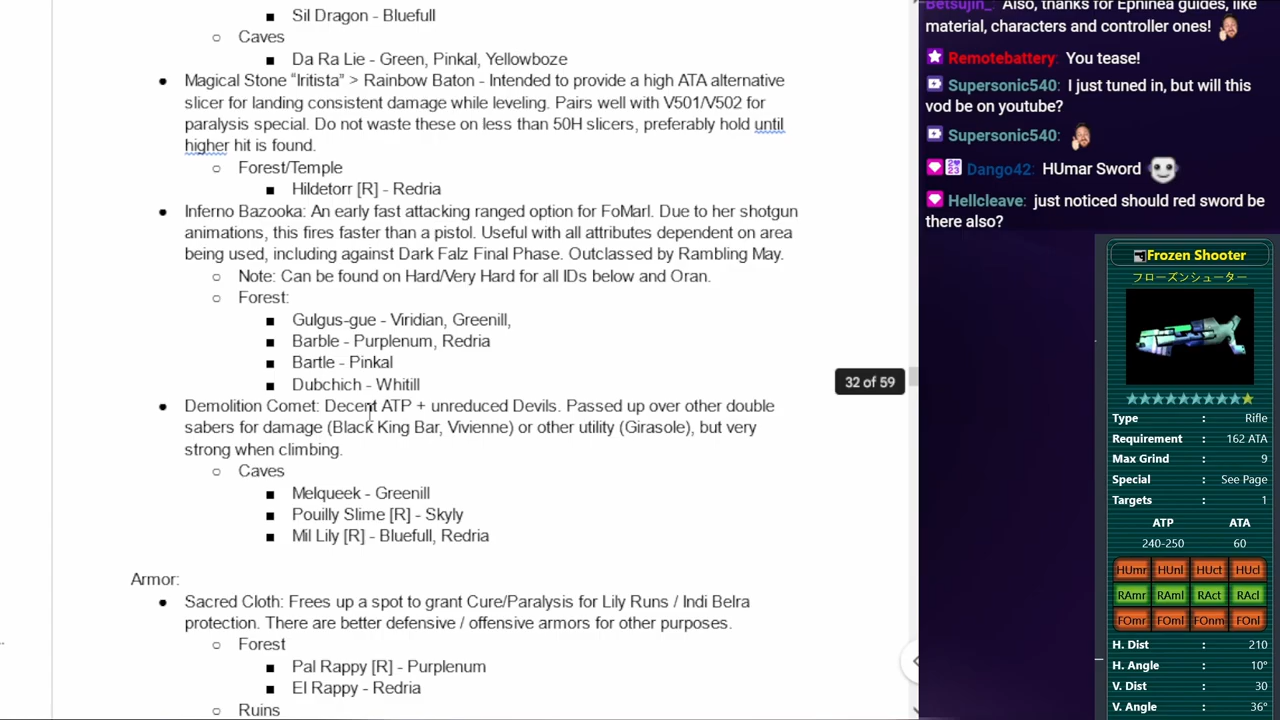 Sil Dragon - Bluefull
Caves
Da Ra Lie - Green, Pinkal, Yellowboze
Magical Stone “Iritista” > Rainbow Baton - Intended to provide a high ATA alternative
slicer for landing consistent damage while leveling. Pairs well with V501/V502 for
paralysis special. Do not waste these on less than 50H slicers, preferably hold until
higher hit is found.
Forest/Temple
Hildetorr [R] - Redria
Inferno Bazooka: An early fast attacking ranged option for FoMarl. Due to her shotgun
animations, this fires faster than a pistol. Useful with all attributes dependent on area
being used, including against Dark Falz Final Phase. Outclassed by Rambling May.
Note: Can be found on Hard/Very Hard for all IDs below and Oran.
Forest:
Gulgus-gue - Viridian, Greenill,
Barble - Purplenum, Redria
Bartle - Pinkal
Dubchich - Whitill
Demolition Comet: Decent ATP + unreduced Devils. Passed up over other double
sabers for damage (Black King Bar, Vivienne) or other utility (Girasole), but very
strong when climbing.
Caves
Melqueek - Greenill
Pouilly Slime [R] - Skyly
Mil Lily [R] - Bluefull, Redria
Armor:
Sacred Cloth: Frees up a spot to grant Cure/Paralysis for Lily Runs / Indi Belra
protection. There are better defensive / offensive armors for other purposes.
Forest
Pal Rappy [R] - Purplenum
El Rappy - Redria
Ruins
32 of 59
Betsujin_: Also, thanks for Ephinea guides, like
material, characters and controller ones!
Remotebattery: You tease!
Supersonic540: I just tuned in, but will this
vod be on youtube?
Supersonic540:
Dango42: HUmar Sword
Hellcleave: just noticed should red sword be
there also?
Frozen Shooter
フローズンシューター
Type : Rifle
Requirement : 162 ATA
Max Grind : 9
Special : See Page
Targets : 1
ATP ATA
240-250 60
HUmr HUnl HUct HUcl
RAmr RAml RAct RAcl
FOmr FOml FOnm FOnl
H. Dist : 210
H. Angle : 10°
V. Dist : 30
V. Angle : 36°